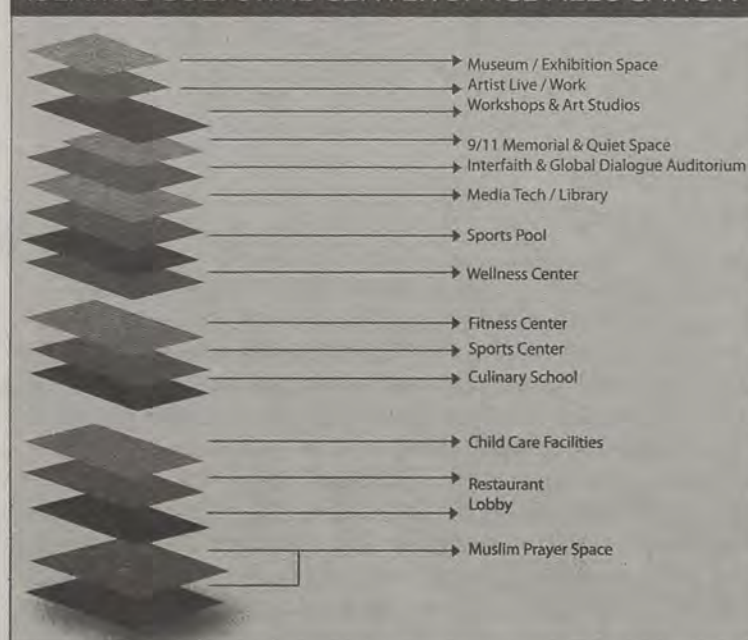 Museum / Exhibition Space
Artist Live / Work
Workshops & Art Studios
9/11 Memorial & Quiet Space
Interfaith & Global Dialogue Auditorium
Media Tech / Library
Sports Pool
Wellness Center
Fitness Center
Sports Center
Culinary School
Child Care Facilities
Restaurant
Lobby
Muslim Prayer Space